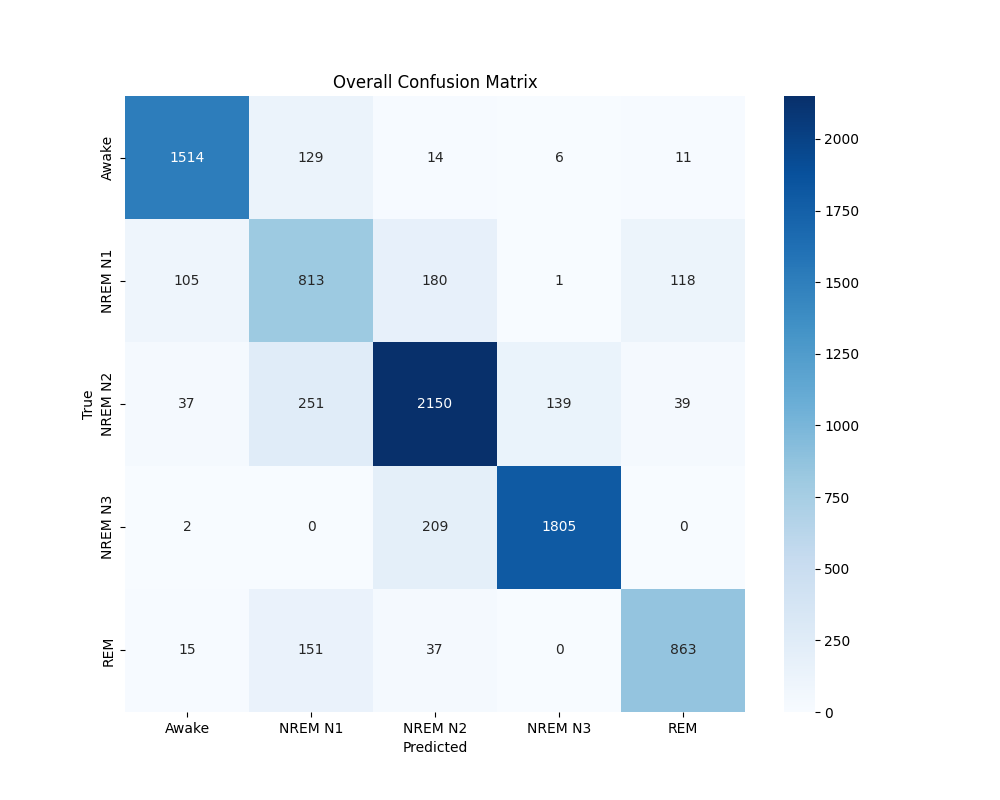 Overall Confusion Matrix
True
Awake
1514 129 14 6 11
NREM N1
105 813 180 1 118
NREM N2
37 251 2150 139 39
NREM N3
2 0 209 1805 0
REM
15 151 37 0 863
Awake NREM N1 NREM N2 NREM N3 REM
Predicted
2000
1750
1500
1250
1000
750
500
250
0